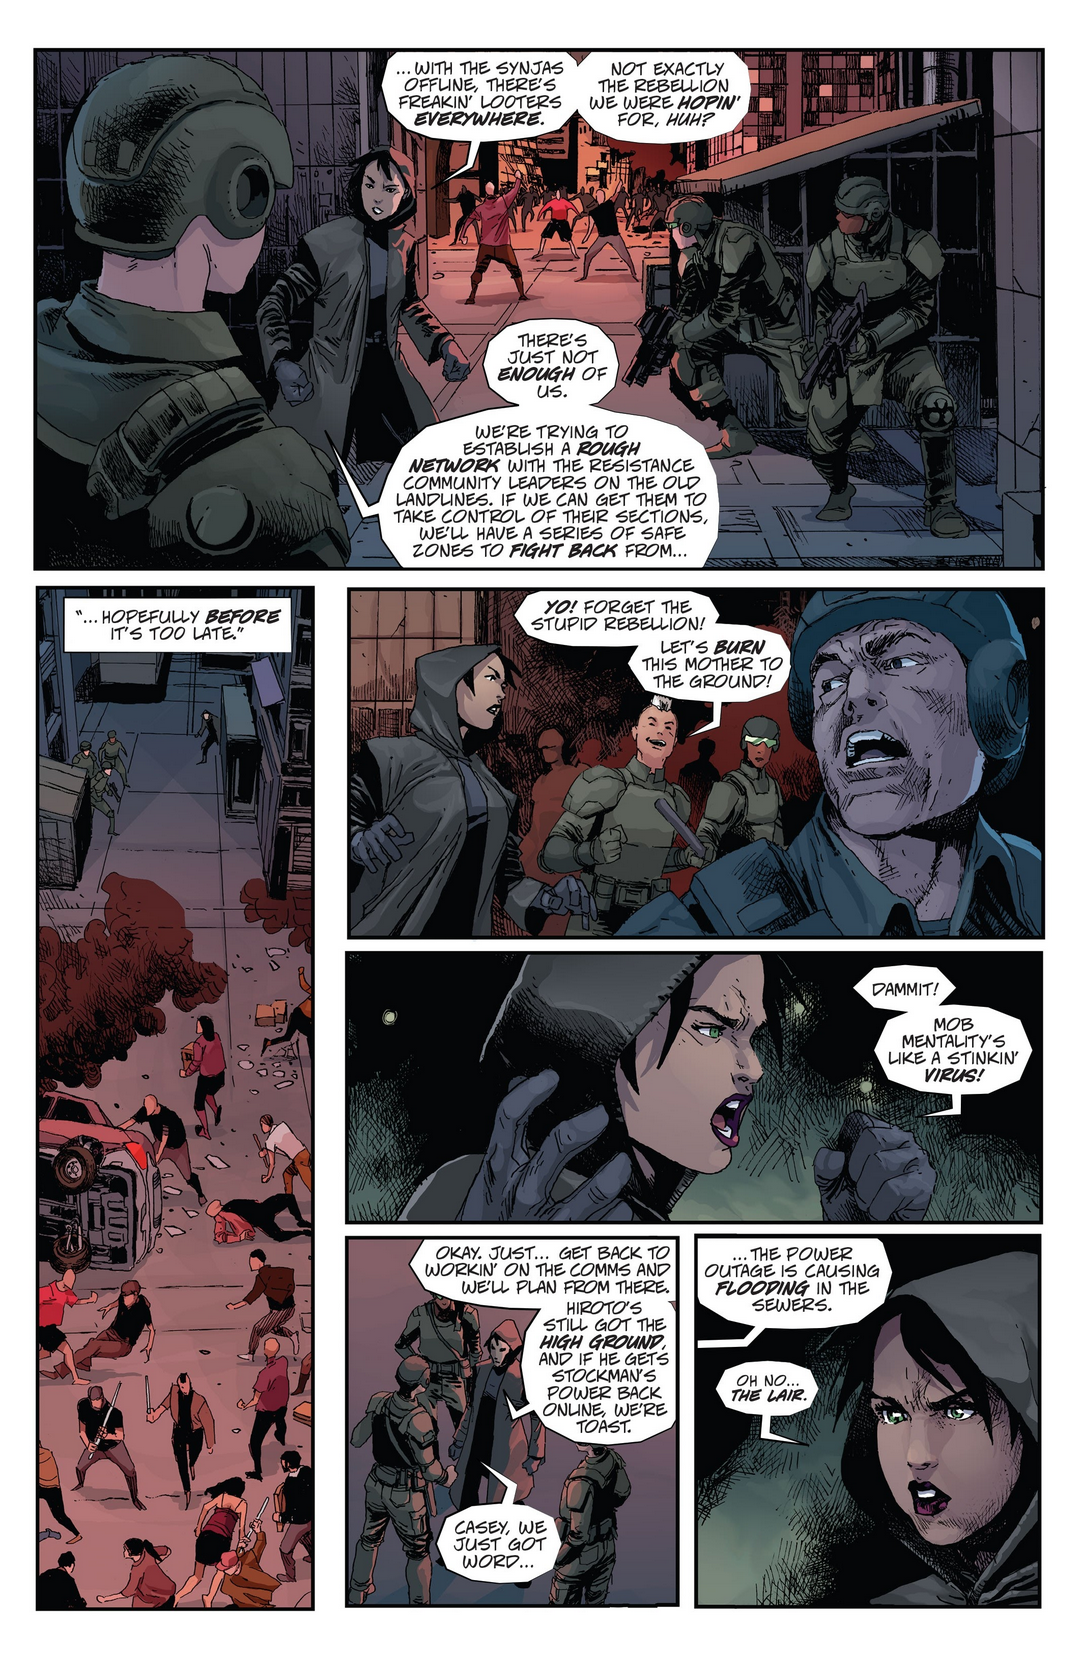 ...WITH THE SYNJAS
OFFLINE, THERE'S
FREAKIN' LOOTERS
EVERYWHERE.
NOT EXACTLY
THE REBELLION
WE WERE HOPIN'
FOR, HUH?
THERE'S
JUST NOT
ENOUGH OF
US.
WE'RE TRYING TO
ESTABLISH A ROUGH
NETWORK WITH THE RESISTANCE
COMMUNITY LEADERS ON THE OLD
LANDLINES. IF WE CAN GET THEM TO
TAKE CONTROL OF THEIR SECTIONS,
WE'LL HAVE A SERIES OF SAFE
ZONES TO FIGHT BACK FROM...
"...HOPEFULLY BEFORE
IT'S TOO LATE."
YO! FORGET THE
STUPID REBELLION!
LET'S BURN
THIS MOTHER TO
THE GROUND!
DAMMIT!
MOB
MENTALITY'S
LIKE A STINKIN'
VIRUS!
OKAY. JUST... GET BACK TO
WORKIN' ON THE COMMS AND
WE'LL PLAN FROM THERE.
HIROTO'S
STILL GOT THE
HIGH GROUND,
AND IF HE GETS
STOCKMAN'S
POWER BACK
ONLINE, WE'RE
TOAST.
CASEY, WE
JUST GOT
WORD...
...THE POWER
OUTAGE IS CAUSING
FLOODING IN THE
SEWERS.
OH NO...
THE LAIR.